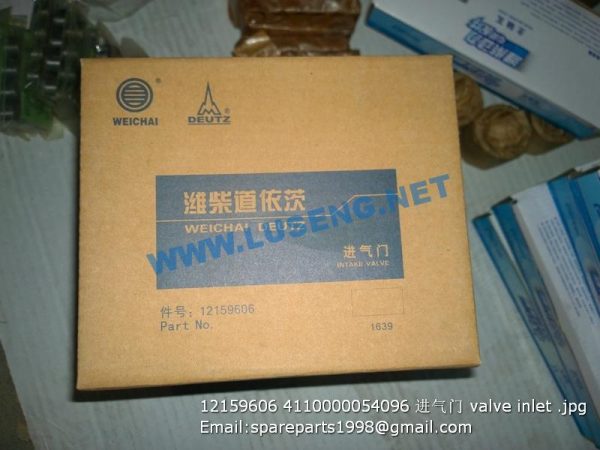 WEICHAI
®
DEUTZ
®
潍柴道依茨
WEICHAI DEUTZ
WWW.LUSENG.NET
进气门
INTAKE VALVE
件号: 12159606
Part No.
1639
12159606 4110000054096 进气门 valve inlet .jpg
Email:spareparts1998@gmail.com